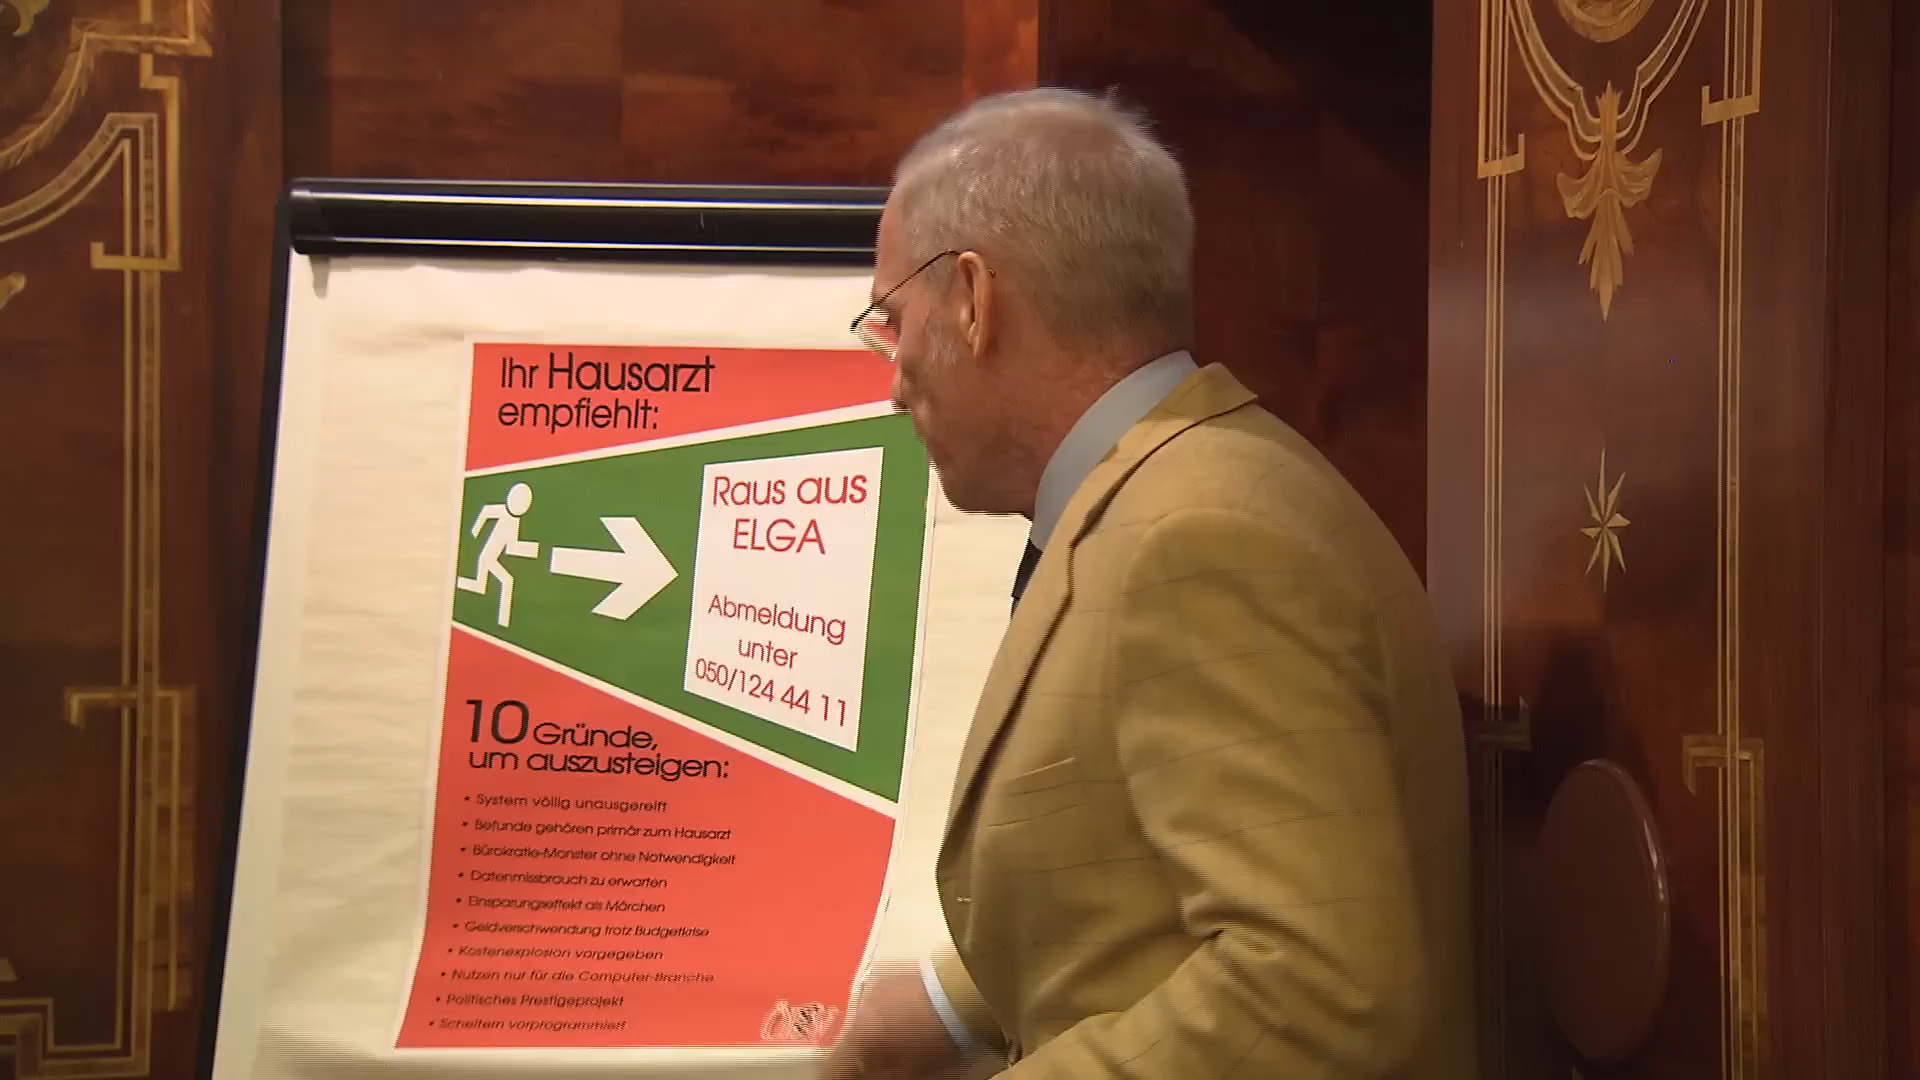 Ihr Hausarzt
empfiehlt:
Raus aus
ELGA
Abmeldung
unter
050/124 44 11
10 Gründe,
um auszusteigen:
• System völlig unausgereift
• Befunde gehören primär zum Hausarzt
• Bürokratie-Monster ohne Notwendigkeit
• Datenmissbrauch zu erwarten
• Einsparungseffekt als Märchen
• Geldverschwendung trotz Budgetkrise
• Kostenexplosion vorgegeben
• Nutzen nur für die Computer-Branche
• Politisches Prestigeprojekt
• Scheitern vorprogrammiert